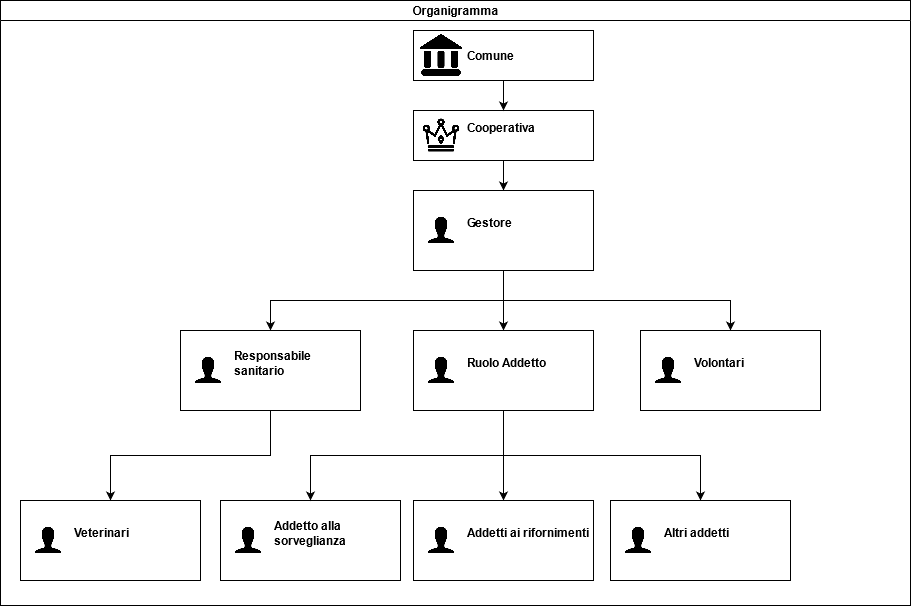 Organigramma
Comune
Cooperativa
Gestore
Responsabile
sanitario
Ruolo Addetto
Volontari
Veterinari
Addetto alla
sorveglianza
Addetti ai rifornimenti
Altri addetti